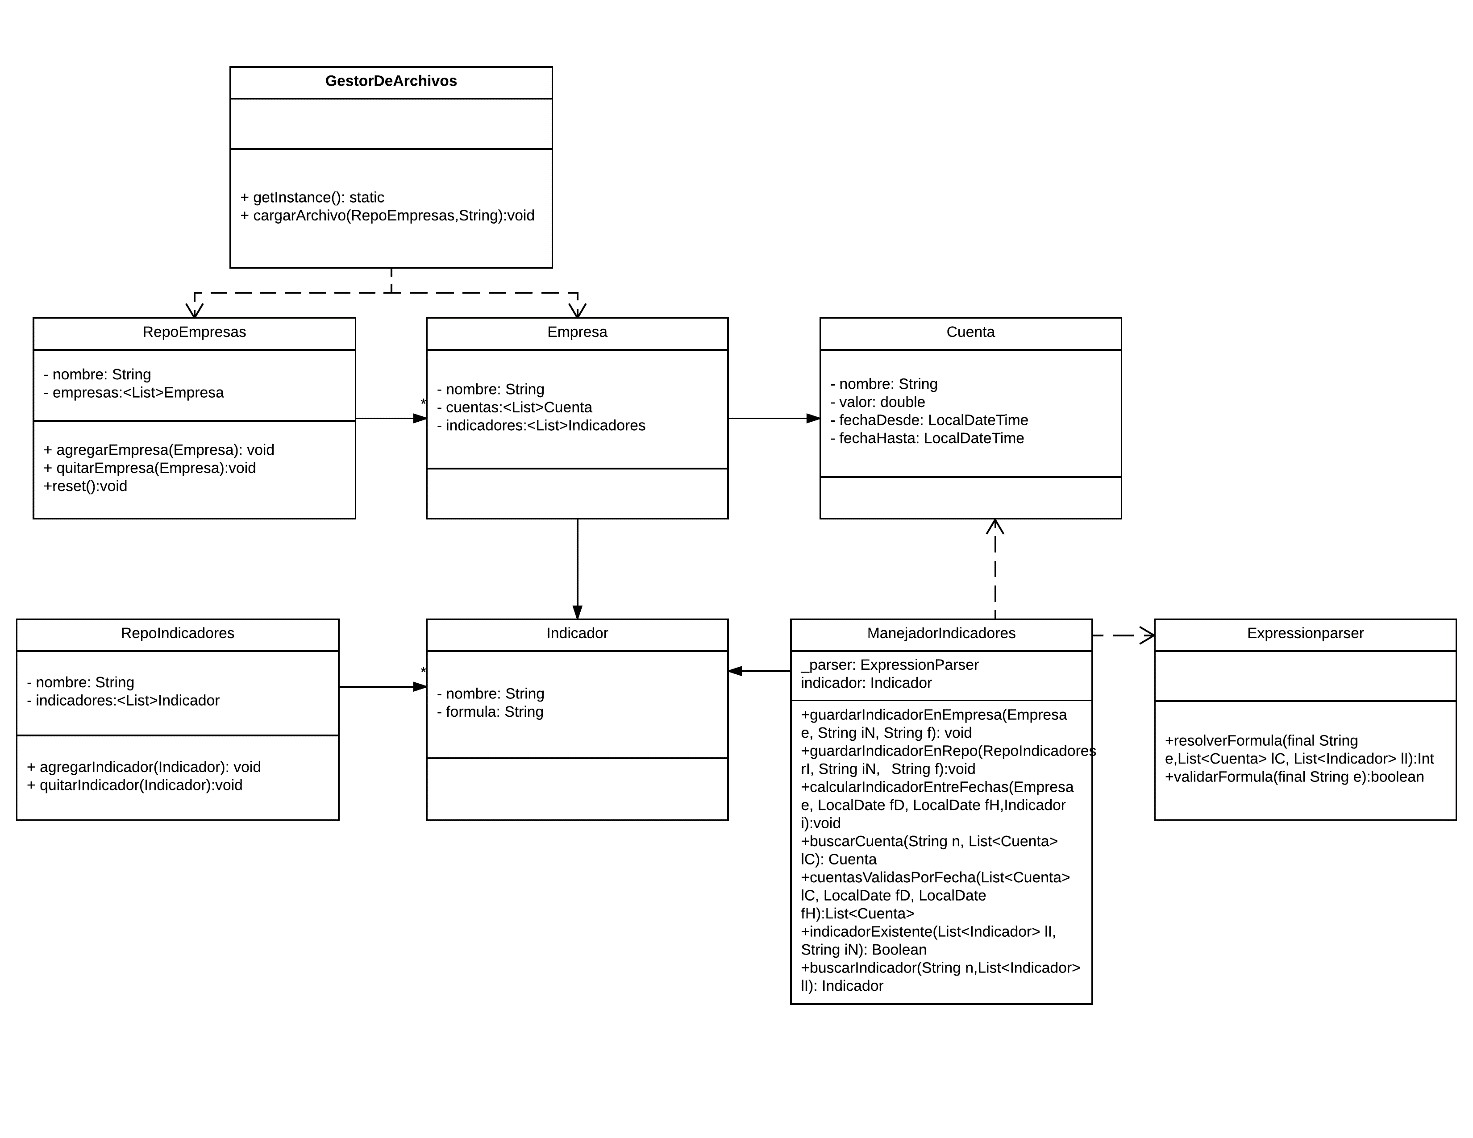 GestorDeArchivos
+ getInstance(): static
+ cargarArchivo(RepoEmpresas,String):void
RepoEmpresas
- nombre: String
- empresas:<List>Empresa
+ agregarEmpresa(Empresa): void
+ quitarEmpresa(Empresa):void
+reset():void
*
Empresa
- nombre: String
- cuentas:<List>Cuenta
- indicadores:<List>Indicadores
Cuenta
- nombre: String
- valor: double
- fechaDesde: LocalDateTime
- fechaHasta: LocalDateTime
RepoIndicadores
- nombre: String
- indicadores:<List>Indicador
+ agregarIndicador(Indicador): void
+ quitarIndicador(Indicador):void
*
Indicador
- nombre: String
- formula: String
ManejadorIndicadores
_parser: ExpressionParser
indicador: Indicador
+guardarIndicadorEnEmpresa(Empresa
e, String iN, String f): void
+guardarIndicadorEnRepo(RepoIndicadores
rI, String iN, String f):void
+calcularIndicadorEntreFechas(Empresa
e, LocalDate fD, LocalDate fH,Indicador
i):void
+buscarCuenta(String n, List<Cuenta>
lC): Cuenta
+cuentasValidasPorFecha(List<Cuenta>
lC, LocalDate fD, LocalDate
fH):List<Cuenta>
+indicadorExistente(List<Indicador> lI,
String iN): Boolean
+buscarIndicador(String n,List<Indicador>
lI): Indicador
Expressionparser
+resolverFormula(final String
e,List<Cuenta> lC, List<Indicador> lI):Int
+validarFormula(final String e):boolean